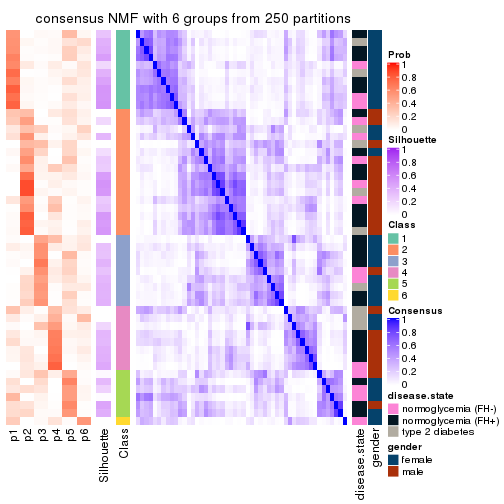 consensus NMF with 6 groups from 250 partitions
Prob
1
0.8
0.6
0.4
0.2
0
Silhouette
1
0.8
0.6
0.4
0.2
0
Class
1
2
3
4
5
6
Consensus
1
0.8
0.6
0.4
0.2
0
disease.state
normoglycemia (FH-)
normoglycemia (FH+)
type 2 diabetes
gender
female
male
p1
p2
p3
p4
p5
p6
Silhouette
Class
disease.state
gender